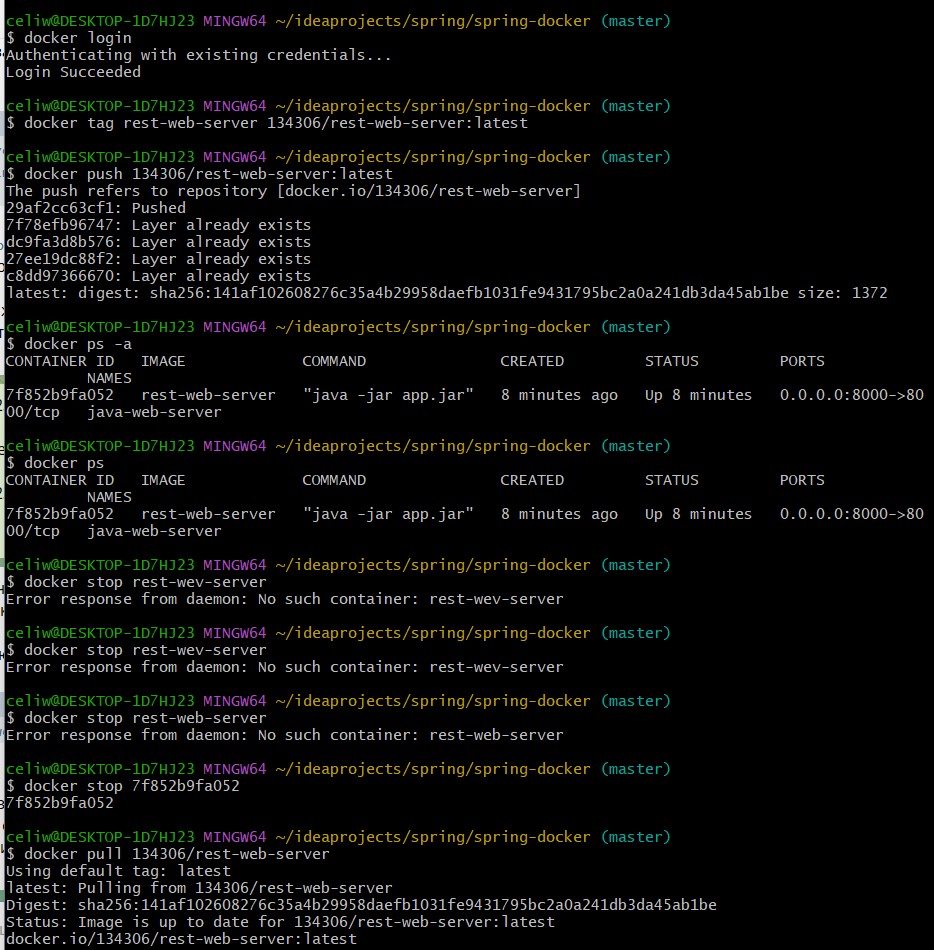 celiw@DESKTOP-1D7HJ23 MINGW64 ~/ideaprojects/spring/spring-docker (master)
$ docker login
Authenticating with existing credentials...
Login Succeeded
celiw@DESKTOP-1D7HJ23 MINGW64 ~/ideaprojects/spring/spring-docker (master)
$ docker tag rest-web-server 134306/rest-web-server:latest
celiw@DESKTOP-1D7HJ23 MINGW64 ~/ideaprojects/spring/spring-docker (master)
$ docker push 134306/rest-web-server:latest
The push refers to repository [docker.io/134306/rest-web-server]
29af2cc63cf1: Pushed
7f78efb96747: Layer already exists
dc9fa3d8b576: Layer already exists
27ee19dc88f2: Layer already exists
c8dd97366670: Layer already exists
latest: digest: sha256:141af102608276c35a4b29958daefb1031fe9431795bc2a0a241db3da45ab1be size: 1372
celiw@DESKTOP-1D7HJ23 MINGW64 ~/ideaprojects/spring/spring-docker (master)
$ docker ps -a
CONTAINER ID   IMAGE             COMMAND               CREATED         STATUS         PORTS
         NAMES
7f852b9fa052   rest-web-server   "java -jar app.jar"   8 minutes ago   Up 8 minutes   0.0.0.0:8000->80
00/tcp   java-web-server
celiw@DESKTOP-1D7HJ23 MINGW64 ~/ideaprojects/spring/spring-docker (master)
$ docker ps
CONTAINER ID   IMAGE             COMMAND               CREATED         STATUS         PORTS
         NAMES
7f852b9fa052   rest-web-server   "java -jar app.jar"   8 minutes ago   Up 8 minutes   0.0.0.0:8000->80
00/tcp   java-web-server
celiw@DESKTOP-1D7HJ23 MINGW64 ~/ideaprojects/spring/spring-docker (master)
$ docker stop rest-wev-server
Error response from daemon: No such container: rest-wev-server
celiw@DESKTOP-1D7HJ23 MINGW64 ~/ideaprojects/spring/spring-docker (master)
$ docker stop rest-wev-server
Error response from daemon: No such container: rest-wev-server
celiw@DESKTOP-1D7HJ23 MINGW64 ~/ideaprojects/spring/spring-docker (master)
$ docker stop rest-web-server
Error response from daemon: No such container: rest-web-server
celiw@DESKTOP-1D7HJ23 MINGW64 ~/ideaprojects/spring/spring-docker (master)
$ docker stop 7f852b9fa052
7f852b9fa052
celiw@DESKTOP-1D7HJ23 MINGW64 ~/ideaprojects/spring/spring-docker (master)
$ docker pull 134306/rest-web-server
Using default tag: latest
latest: Pulling from 134306/rest-web-server
Digest: sha256:141af102608276c35a4b29958daefb1031fe9431795bc2a0a241db3da45ab1be
Status: Image is up to date for 134306/rest-web-server:latest
docker.io/134306/rest-web-server:latest